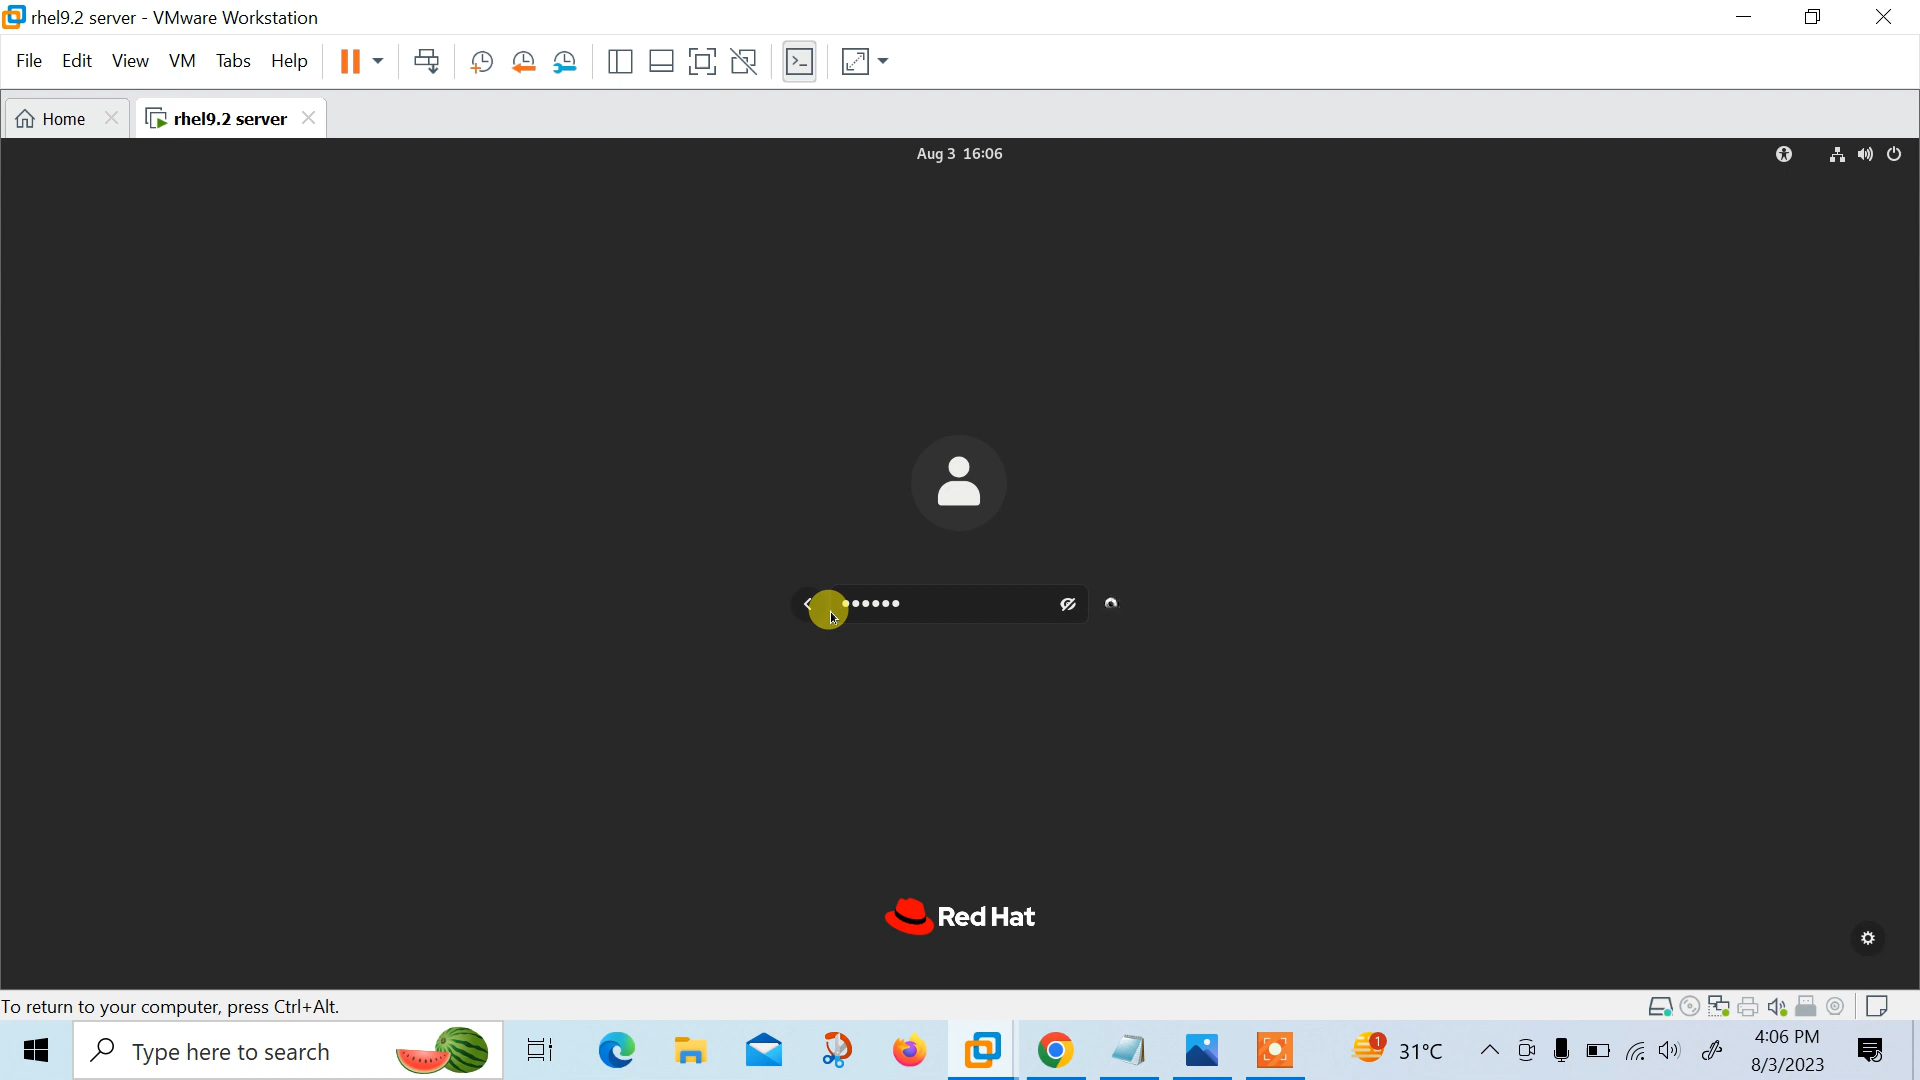 rhel9.2 server - VMware Workstation
File Edit View VM Tabs Help
Home
rhel9.2 server
Aug 3 16:06
Red Hat
To return to your computer, press Ctrl+Alt.
Type here to search
1
31°C
4:06 PM
8/3/2023